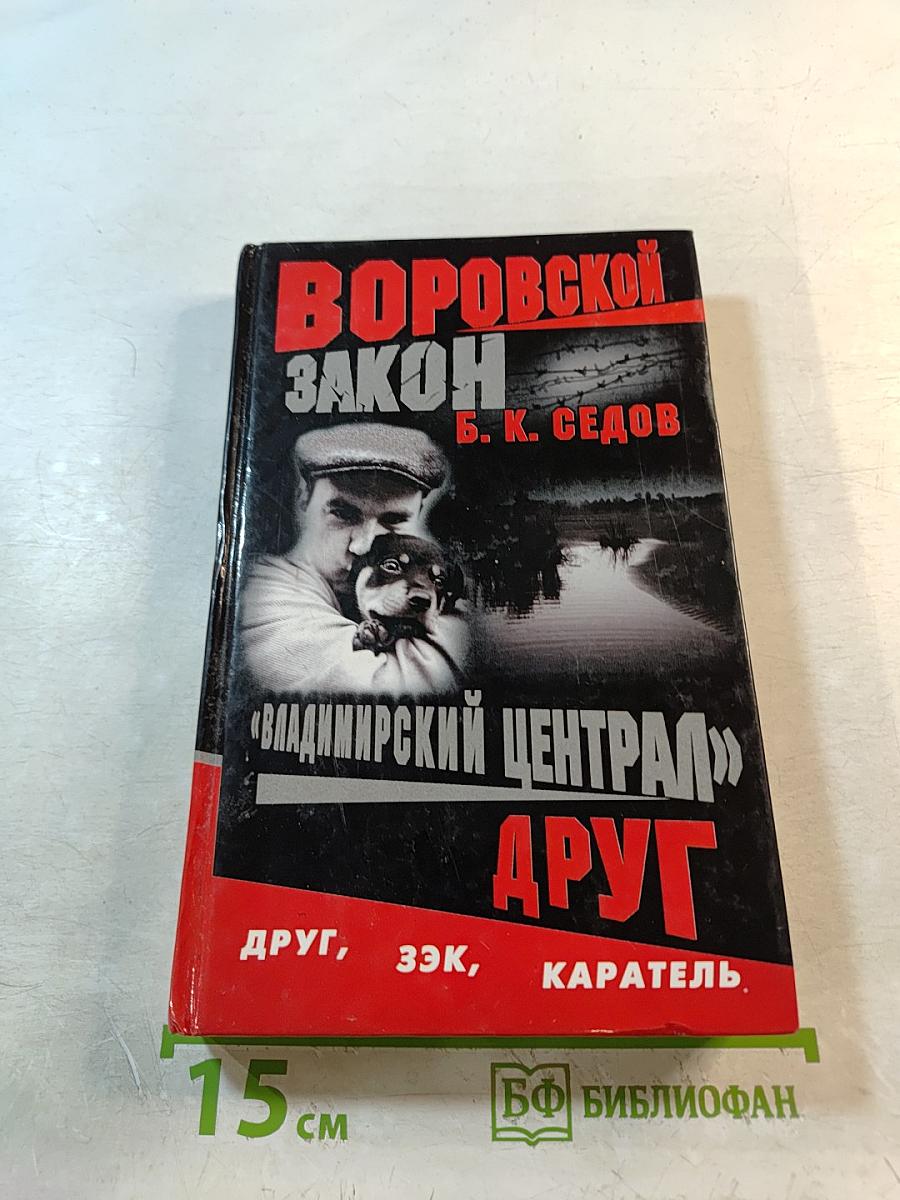 ВОРОВСКОЙ
ЗАКОН
Б. К. СЕДОВ
«ВЛАДИМИРСКИЙ ЦЕНТРАЛ»
ДРУГ
ДРУГ, ЗЭК, КАРАТЕЛЬ.
15 СМ
БФ БИБЛИОФАН